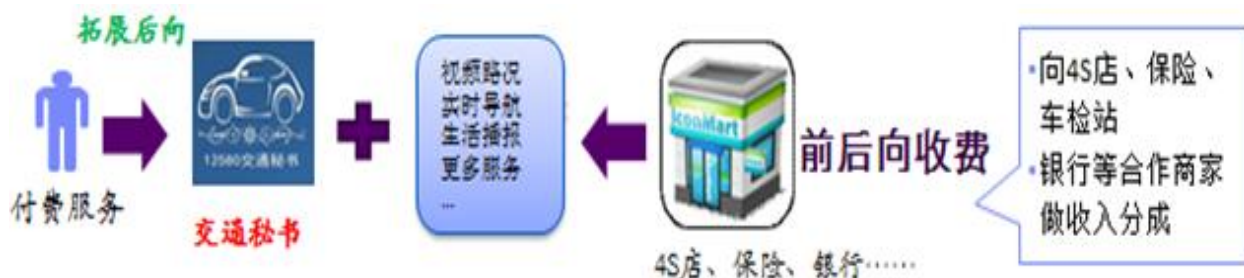 拓展后向
12580交通秘书
付费服务
交通秘书
视频路况
实时导航
生活播报
更多服务
...
IconMart
4S店、保险、银行……
前后向收费
•向4S店、保险、
车检站
•银行等合作商家
做收入分成